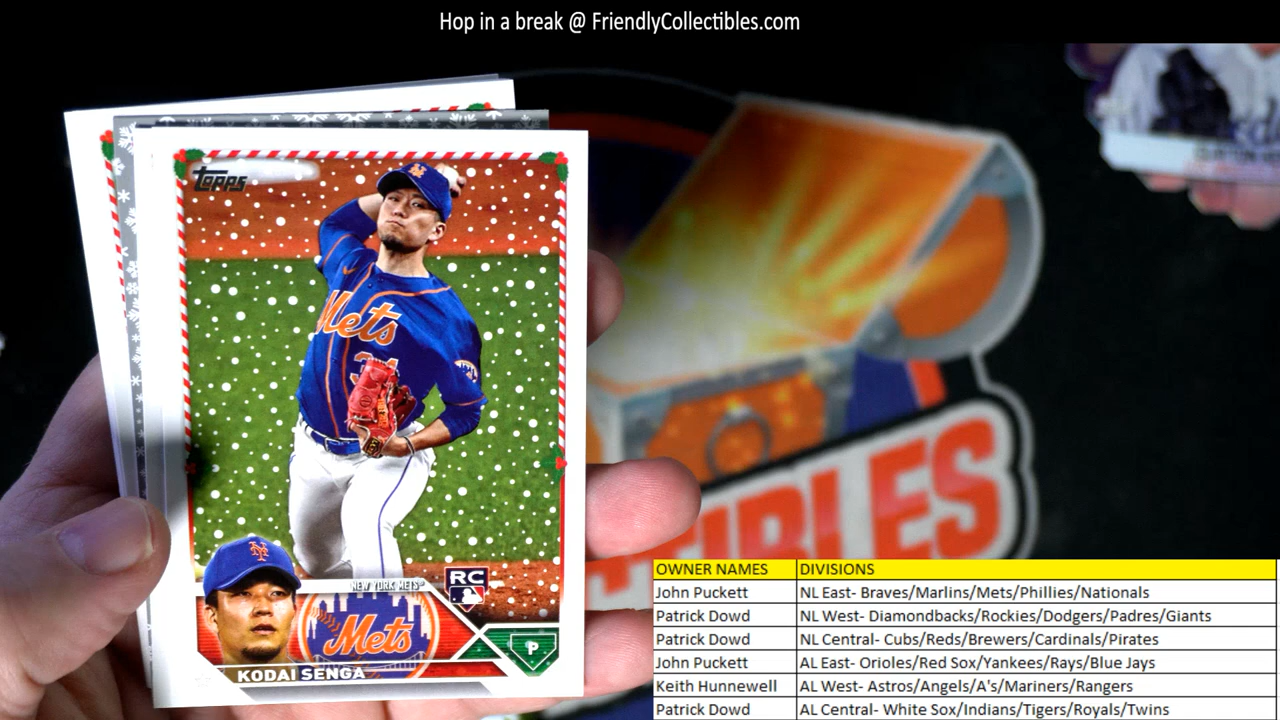 Hop in a break @ FriendlyCollectibles.com
topps
Mets
NEW YORK METS
RC
Mets
P
KODAI SENGA
IBLES
OWNER NAMES DIVISIONS
John Puckett NL East- Braves/Marlins/Mets/Phillies/Nationals
Patrick Dowd NL West- Diamondbacks/Rockies/Dodgers/Padres/Giants
Patrick Dowd NL Central- Cubs/Reds/Brewers/Cardinals/Pirates
John Puckett AL East- Orioles/Red Sox/Yankees/Rays/Blue Jays
Keith Hunnewell AL West- Astros/Angels/A's/Mariners/Rangers
Patrick Dowd AL Central- White Sox/Indians/Tigers/Royals/Twins